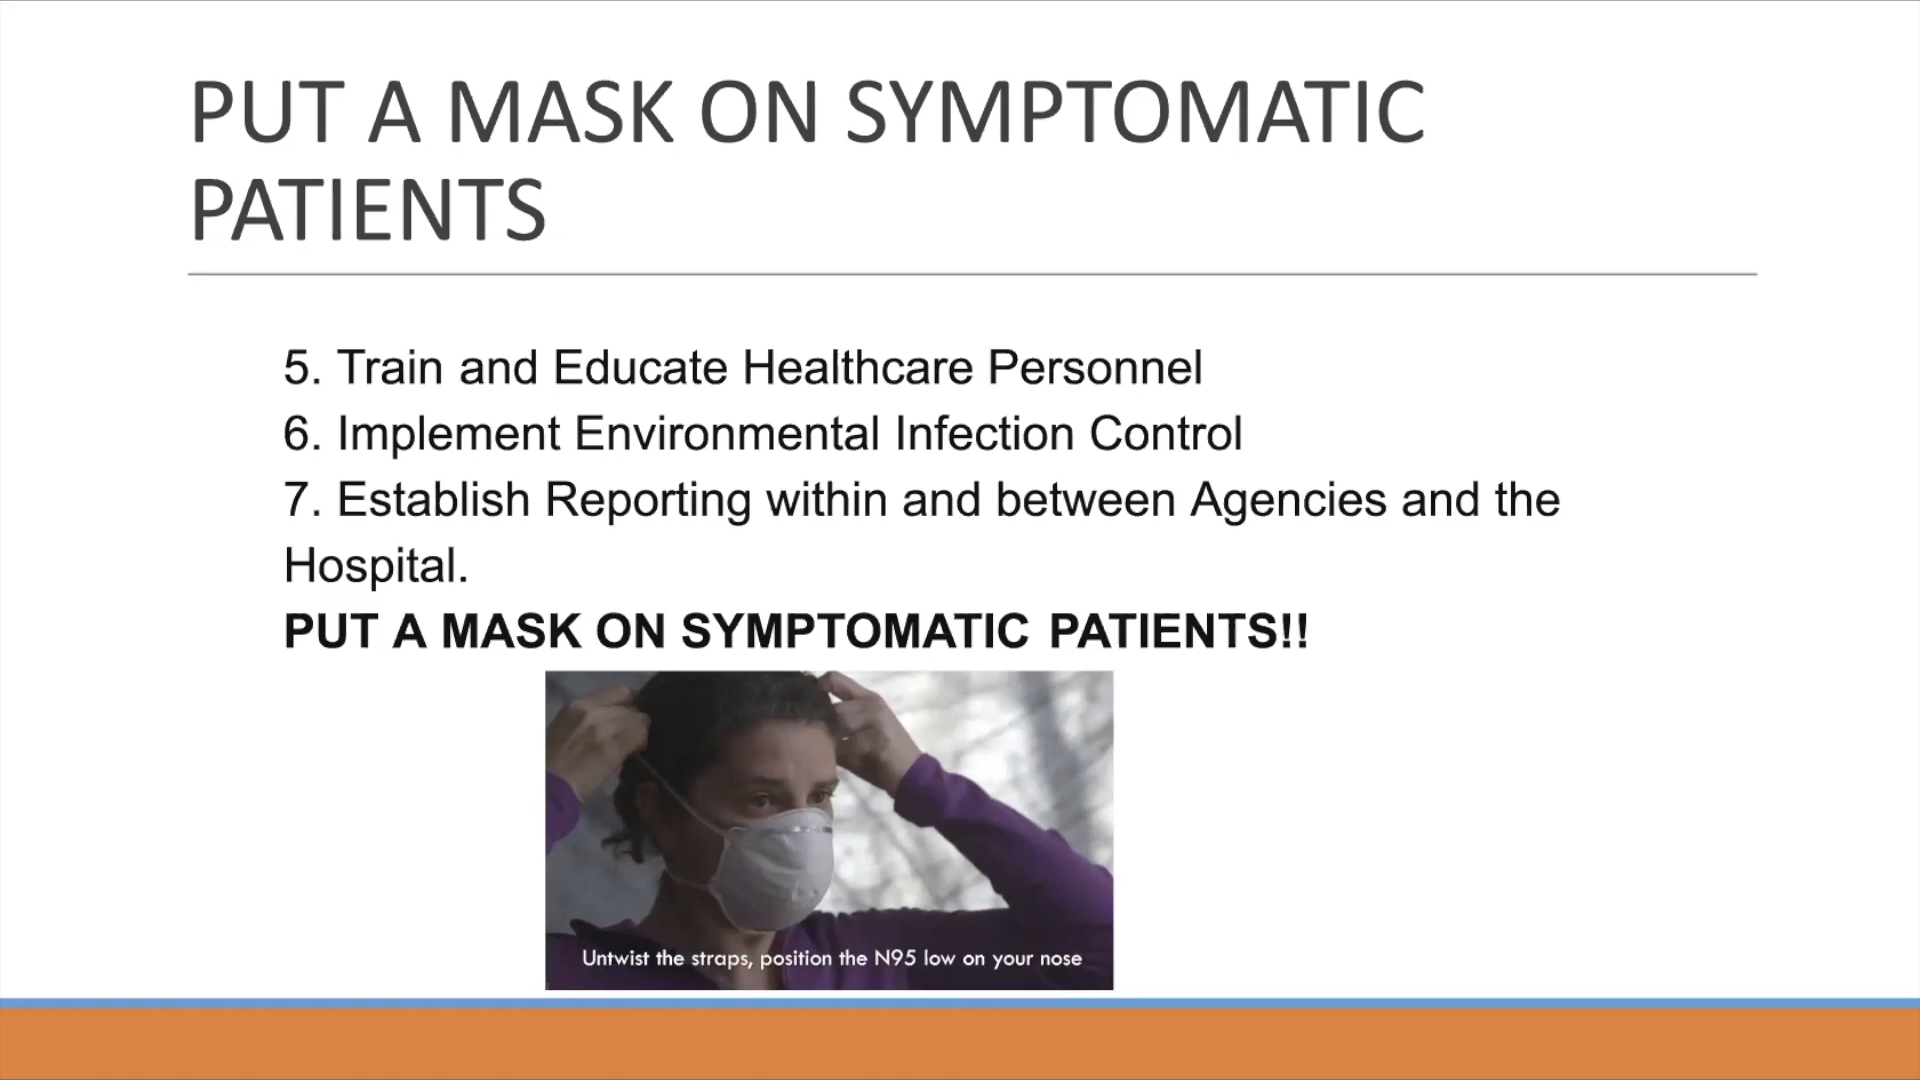 PUT A MASK ON SYMPTOMATIC
PATIENTS
5. Train and Educate Healthcare Personnel
6. Implement Environmental Infection Control
7. Establish Reporting within and between Agencies and the
Hospital.
PUT A MASK ON SYMPTOMATIC PATIENTS!!
Untwist the straps, position the N95 low on your nose